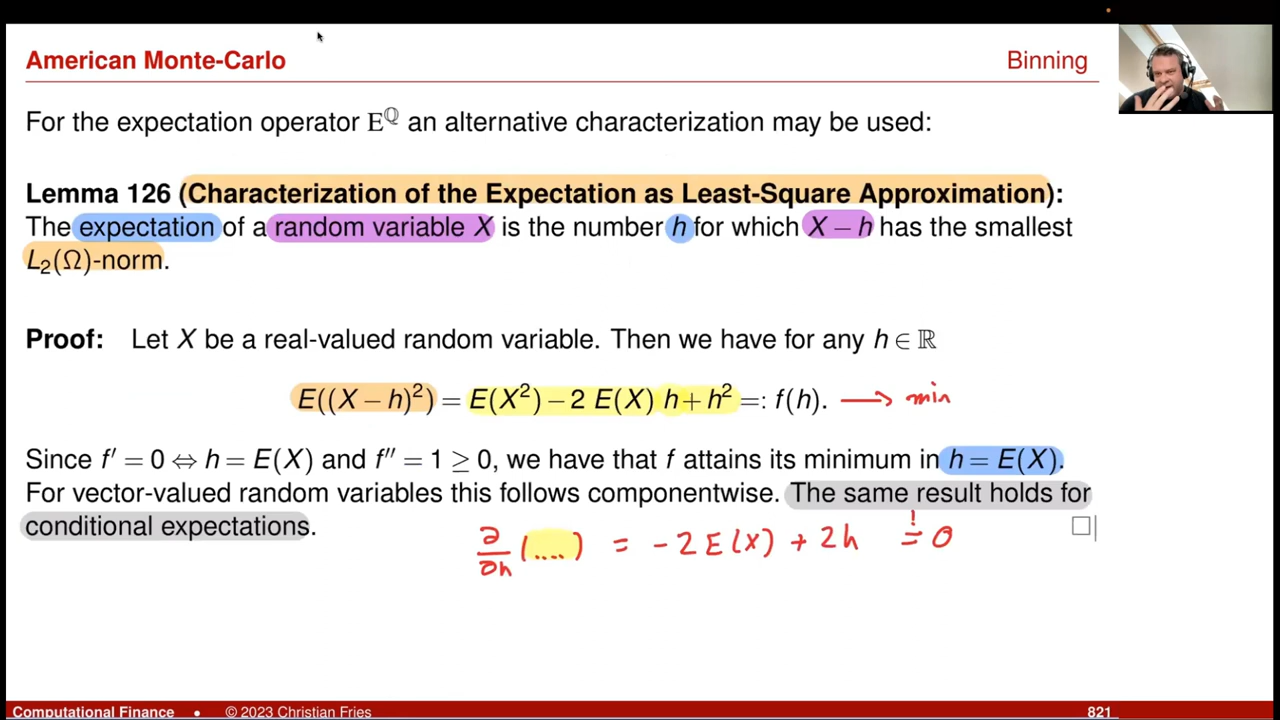 American Monte-Carlo Binning
For the expectation operator E^ℚ an alternative characterization may be used:
Lemma 126 (Characterization of the Expectation as Least-Square Approximation):
The expectation of a random variable X is the number h for which X − h has the smallest
L₂(Ω)-norm.
Proof: Let X be a real-valued random variable. Then we have for any h ∈ ℝ
E((X − h)²) = E(X²) − 2 E(X) h + h² =: f(h). → min
Since f′ = 0 ⇔ h = E(X) and f″ = 1 ≥ 0, we have that f attains its minimum in h = E(X).
For vector-valued random variables this follows componentwise. The same result holds for
conditional expectations. □
∂/∂h (....) = −2 E(X) + 2h =! 0
Computational Finance • © 2023 Christian Fries 821